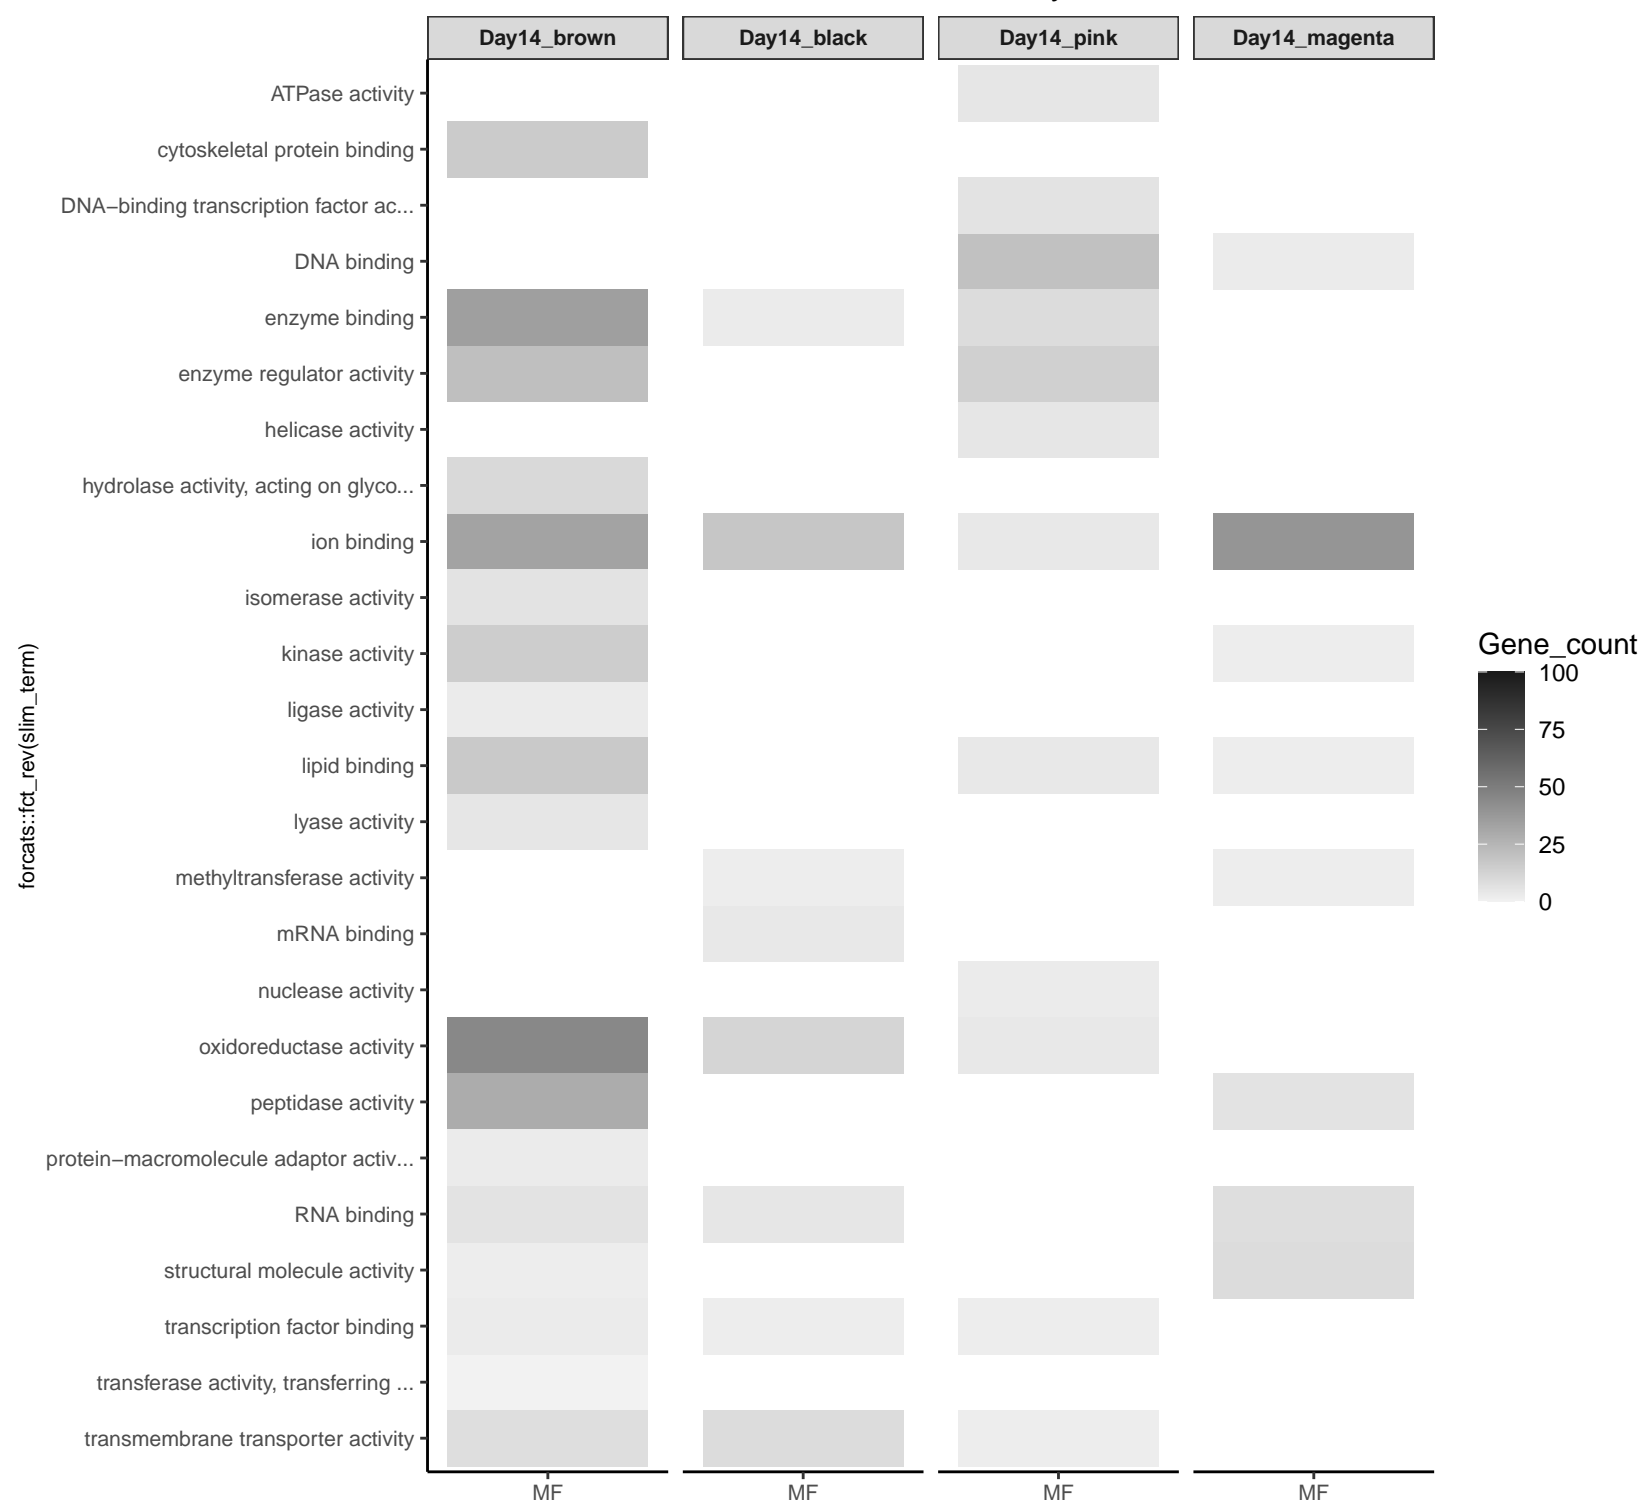 Day14_brown Day14_black Day14_pink Day14_magenta
ATPase activity
cytoskeletal protein binding
DNA−binding transcription factor ac...
DNA binding
enzyme binding
enzyme regulator activity
helicase activity
hydrolase activity, acting on glyco...
ion binding
isomerase activity
kinase activity
ligase activity
lipid binding
lyase activity
methyltransferase activity
mRNA binding
nuclease activity
oxidoreductase activity
peptidase activity
protein−macromolecule adaptor activ...
RNA binding
structural molecule activity
transcription factor binding
transferase activity, transferring ...
transmembrane transporter activity
MF MF MF MF
forcats::fct_rev(slim_term)
Gene_count
100
75
50
25
0